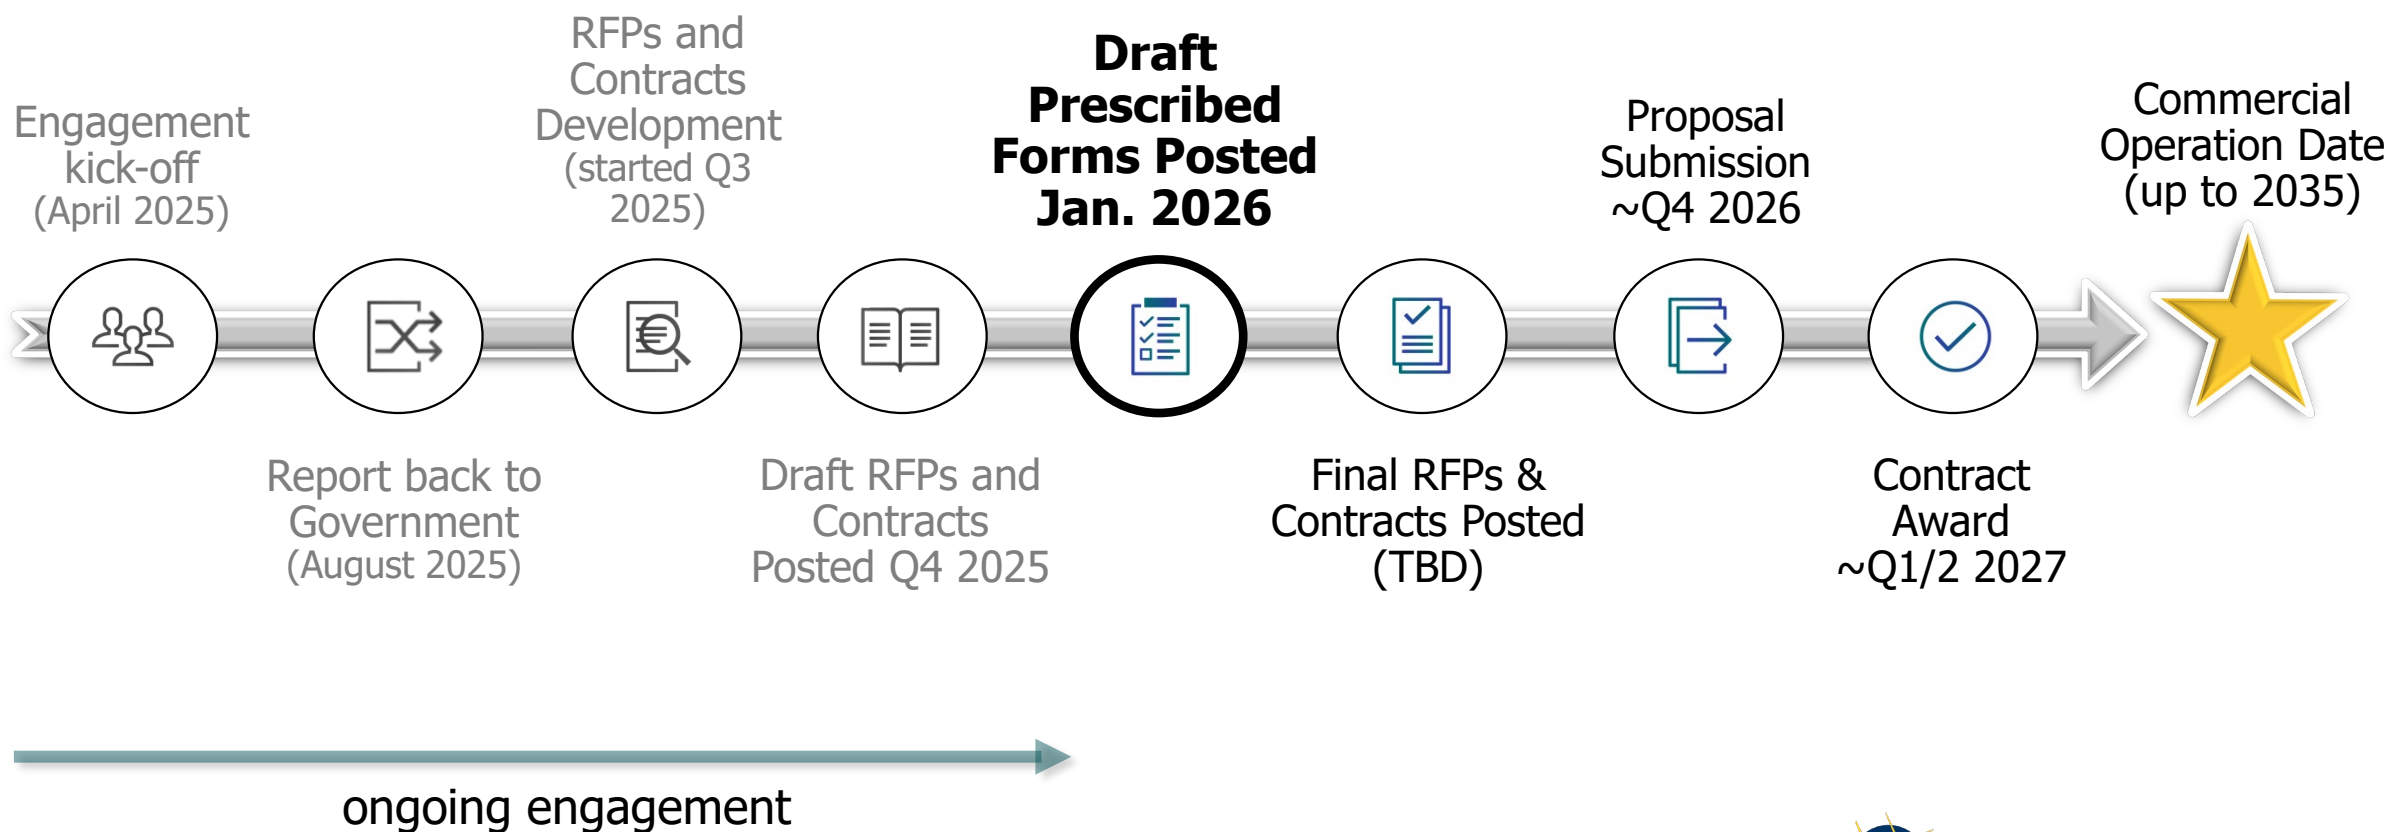 Engagement
kick-off
(April 2025)
Report back to
Government
(August 2025)
RFPs and
Contracts
Development
(started Q3
2025)
Draft RFPs and
Contracts
Posted Q4 2025
Draft
Prescribed
Forms Posted
Jan. 2026
Final RFPs &
Contracts Posted
(TBD)
Proposal
Submission
~Q4 2026
Contract
Award
~Q1/2 2027
Commercial
Operation Date
(up to 2035)
ongoing engagement